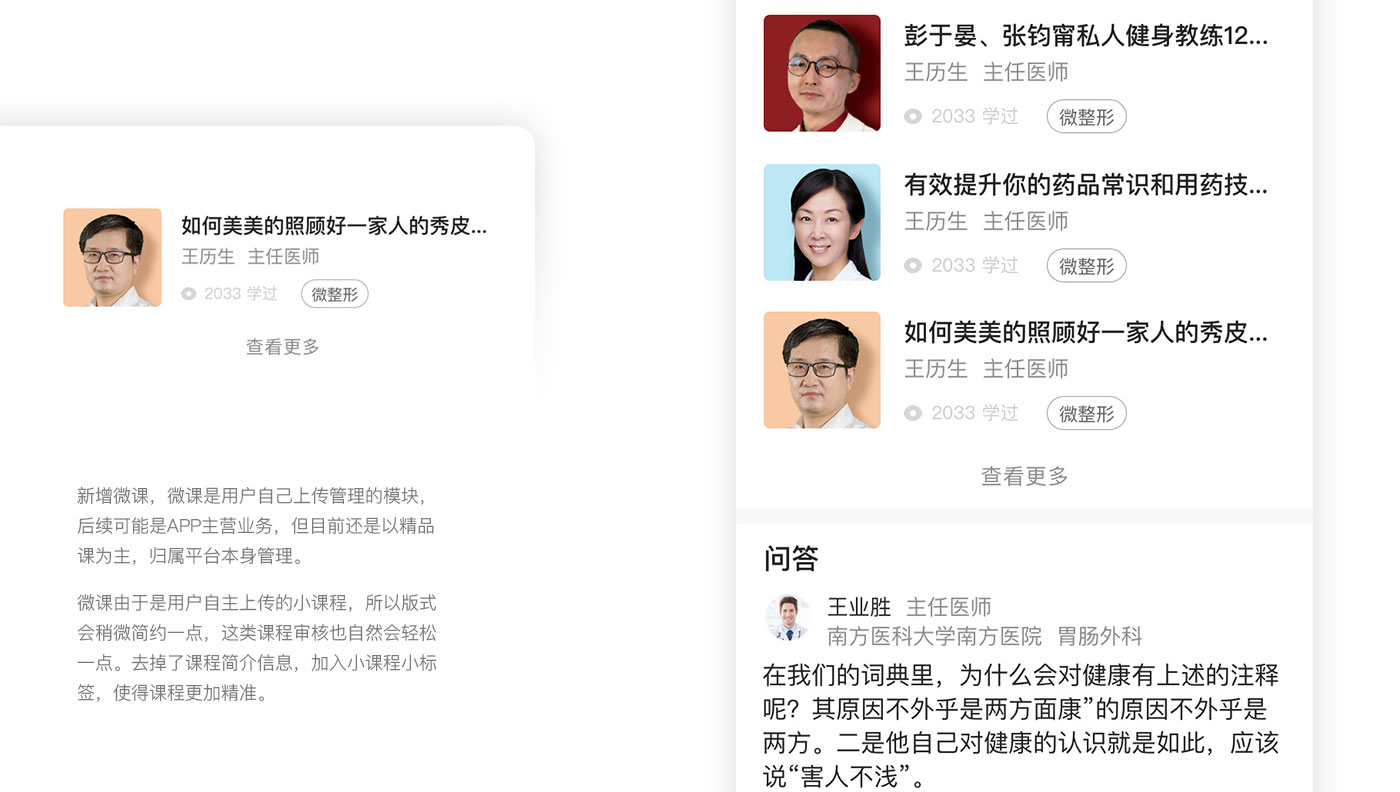 如何美美的照顾好一家人的秀皮...
王历生 主任医师
2033 学过 微整形
查看更多
新增微课，微课是用户自己上传管理的模块，
后续可能是APP主营业务，但目前还是以精品
课为主，归属平台本身管理。
微课由于是用户自主上传的小课程，所以版式
会稍微简约一点，这类课程审核也自然会轻松
一点。去掉了课程简介信息，加入小课程小标
签，使得课程更加精准。
彭于晏、张钧甯私人健身教练12...
王历生 主任医师
2033 学过 微整形
有效提升你的药品常识和用药技...
王历生 主任医师
2033 学过 微整形
如何美美的照顾好一家人的秀皮...
王历生 主任医师
2033 学过 微整形
查看更多
问答
王业胜 主任医师
南方医科大学南方医院 胃肠外科
在我们的词典里，为什么会对健康有上述的注释
呢？其原因不外乎是两方面康”的原因不外乎是
两方。二是他自己对健康的认识就是如此，应该
说“害人不浅”。